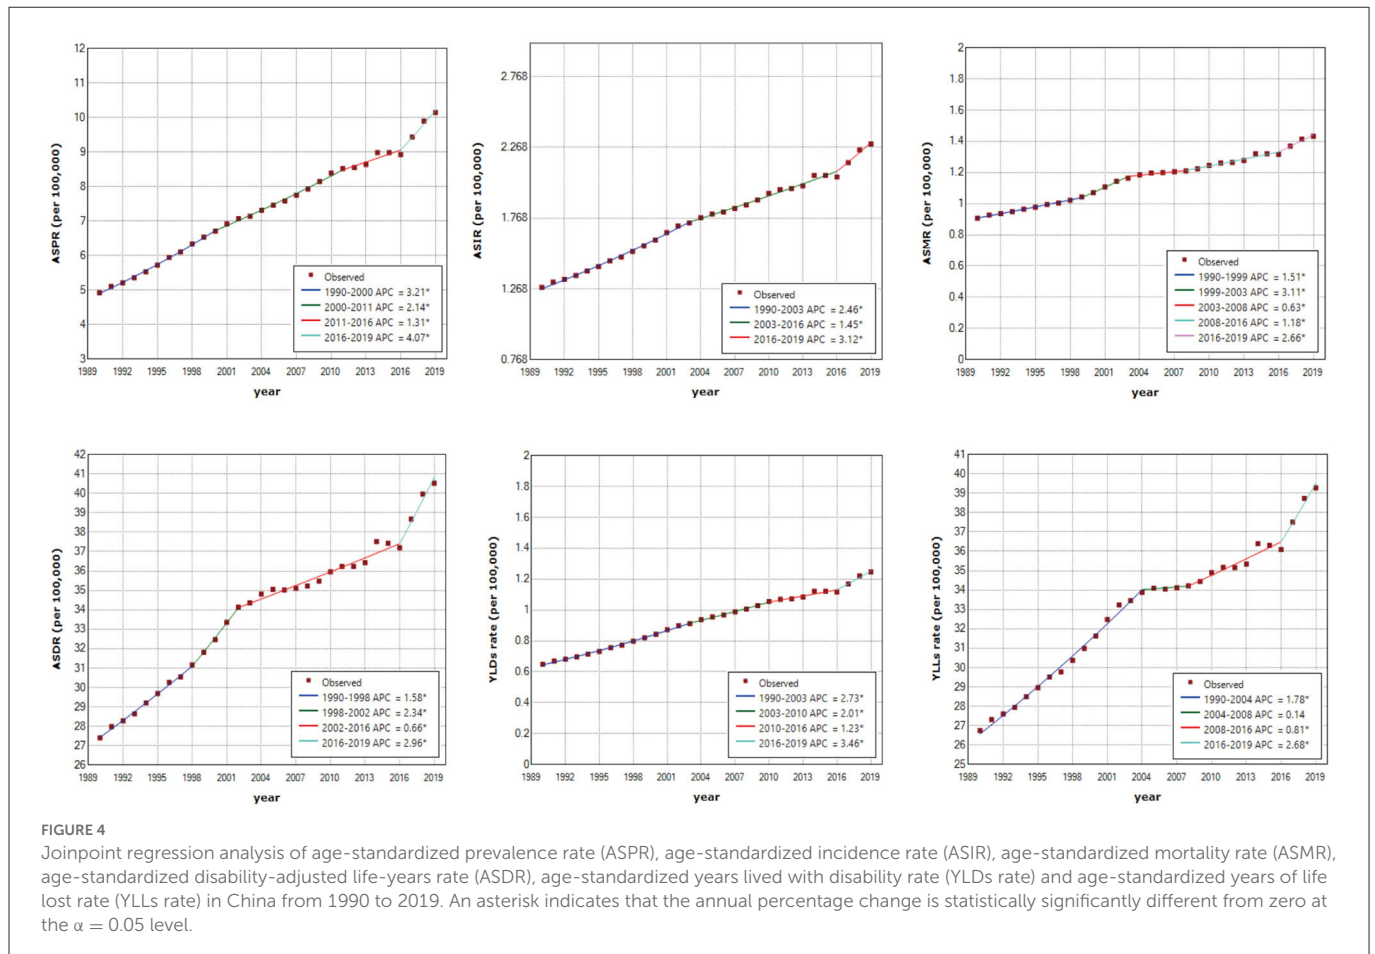 12
11
10
9
8
7
6
5
4
3
ASPR (per 100,000)
Observed
1990-2000 APC = 3.21*
2000-2011 APC = 2.14*
2011-2016 APC = 1.31*
2016-2019 APC = 4.07*
1989 1992 1995 1998 2001 2004 2007 2010 2013 2016 2019
year
2.768
2.268
1.768
1.268
0.768
ASIR (per 100,000)
Observed
1990-2003 APC = 2.46*
2003-2016 APC = 1.45*
2016-2019 APC = 3.12*
1989 1992 1995 1998 2001 2004 2007 2010 2013 2016 2019
year
2
1.8
1.6
1.4
1.2
1
0.8
0.6
0.4
0.2
0
ASMR (per 100,000)
Observed
1990-1999 APC = 1.51*
1999-2003 APC = 3.11*
2003-2008 APC = 0.63*
2008-2016 APC = 1.18*
2016-2019 APC = 2.66*
1989 1992 1995 1998 2001 2004 2007 2010 2013 2016 2019
year
42
41
40
39
38
37
36
35
34
33
32
31
30
29
28
27
26
ASDR (per 100,000)
Observed
1990-1998 APC = 1.58*
1998-2002 APC = 2.34*
2002-2016 APC = 0.66*
2016-2019 APC = 2.96*
1989 1992 1995 1998 2001 2004 2007 2010 2013 2016 2019
year
2
1.8
1.6
1.4
1.2
1
0.8
0.6
0.4
0.2
0
YLDs rate (per 100,000)
Observed
1990-2003 APC = 2.73*
2003-2010 APC = 2.01*
2010-2016 APC = 1.23*
2016-2019 APC = 3.46*
1989 1992 1995 1998 2001 2004 2007 2010 2013 2016 2019
year
41
40
39
38
37
36
35
34
33
32
31
30
29
28
27
26
25
YLLs rate (per 100,000)
Observed
1990-2004 APC = 1.78*
2004-2008 APC = 0.14
2008-2016 APC = 0.81*
2016-2019 APC = 2.68*
1989 1992 1995 1998 2001 2004 2007 2010 2013 2016 2019
year
FIGURE 4
Joinpoint regression analysis of age-standardized prevalence rate (ASPR), age-standardized incidence rate (ASIR), age-standardized mortality rate (ASMR),
age-standardized disability-adjusted life-years rate (ASDR), age-standardized years lived with disability rate (YLDs rate) and age-standardized years of life
lost rate (YLLs rate) in China from 1990 to 2019. An asterisk indicates that the annual percentage change is statistically significantly different from zero at
the α = 0.05 level.